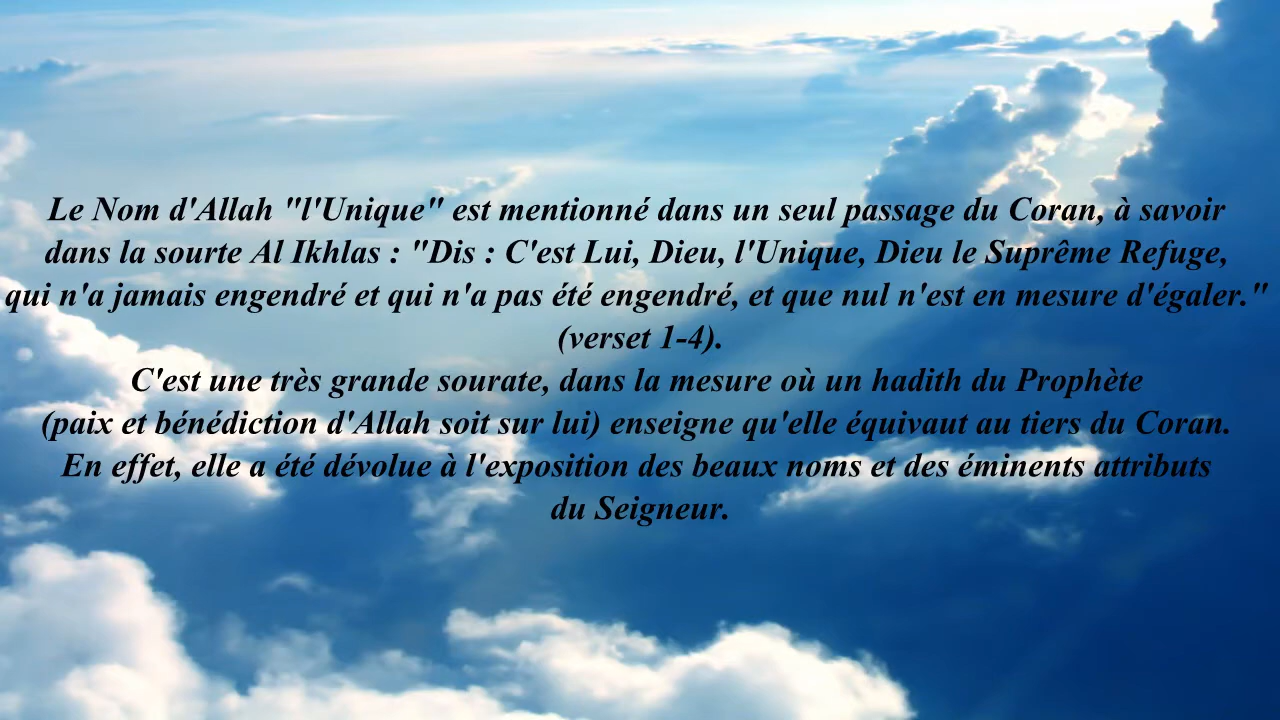 Le Nom d'Allah "l'Unique" est mentionné dans un seul passage du Coran, à savoir
dans la sourte Al Ikhlas : "Dis : C'est Lui, Dieu, l'Unique, Dieu le Suprême Refuge,
qui n'a jamais engendré et qui n'a pas été engendré, et que nul n'est en mesure d'égaler."
(verset 1-4).
C'est une très grande sourate, dans la mesure où un hadith du Prophète
(paix et bénédiction d'Allah soit sur lui) enseigne qu'elle équivaut au tiers du Coran.
En effet, elle a été dévolue à l'exposition des beaux noms et des éminents attributs
du Seigneur.